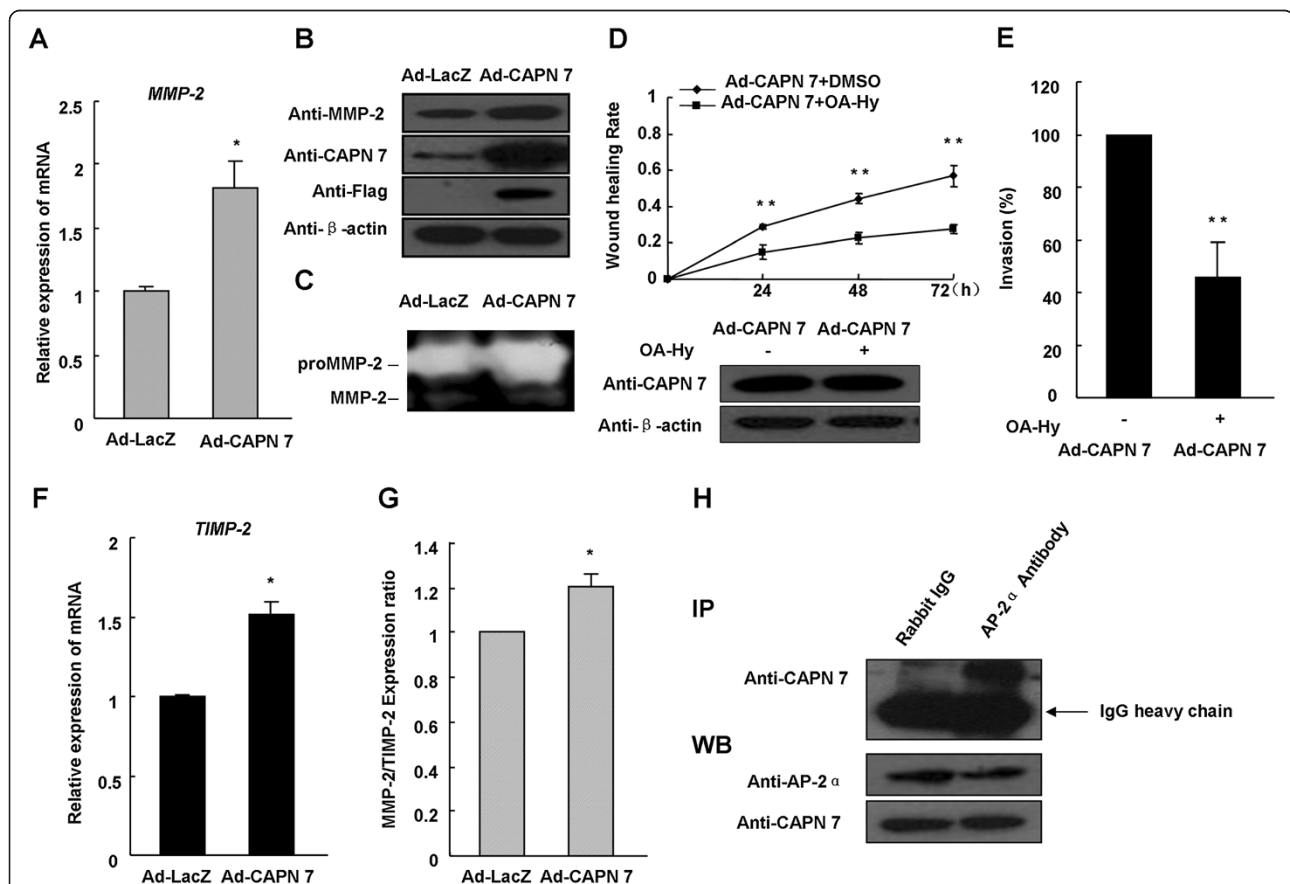 A
MMP-2
Relative expression of mRNA
2.5
2
1.5
1
0.5
0
*
Ad-LacZ
Ad-CAPN 7
B
Ad-LacZ Ad-CAPN 7
Anti-MMP-2
Anti-CAPN 7
Anti-Flag
Anti-β-actin
C
Ad-LacZ Ad-CAPN 7
proMMP-2
MMP-2
D
Ad-CAPN 7+DMSO
Ad-CAPN 7+OA-Hy
Wound healing Rate
1
0.8
0.6
0.4
0.2
0
**
**
**
24 48 72(h)
Ad-CAPN 7 Ad-CAPN 7
OA-Hy - +
Anti-CAPN 7
Anti-β-actin
E
Invasion (%)
120
100
80
60
40
20
0
**
OA-Hy - +
Ad-CAPN 7 Ad-CAPN 7
F
TIMP-2
Relative expression of mRNA
2
1.5
1
0.5
0
*
Ad-LacZ Ad-CAPN 7
G
MMP-2/TIMP-2 Expression ratio
1.4
1.2
1
0.8
0.6
0.4
0.2
0
*
Ad-LacZ Ad-CAPN 7
H
IP
Rabbit IgG
AP-2α Antibody
Anti-CAPN 7
IgG heavy chain
WB
Anti-AP-2α
Anti-CAPN 7